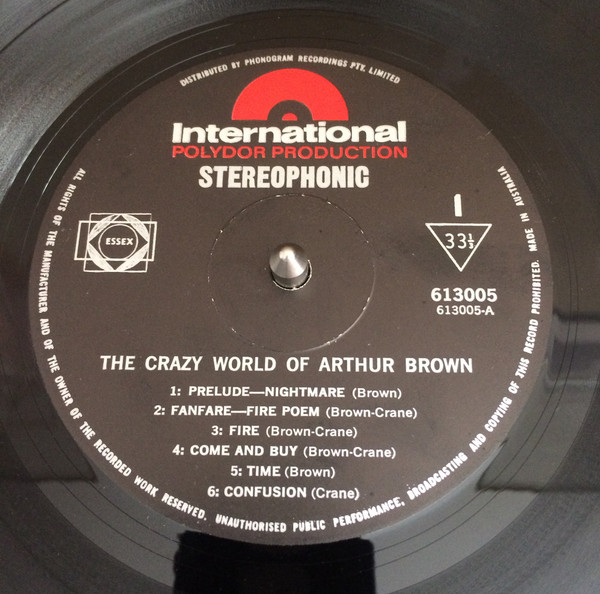 DISTRIBUTED BY PHONOGRAM RECORDINGS PTY. LIMITED
International
POLYDOR PRODUCTION
STEREOPHONIC
ESSEX
1
33⅓
613005
613005-A
THE CRAZY WORLD OF ARTHUR BROWN
1: PRELUDE—NIGHTMARE (Brown)
2: FANFARE—FIRE POEM (Brown-Crane)
3: FIRE (Brown-Crane)
4: COME AND BUY (Brown-Crane)
5: TIME (Brown)
6: CONFUSION (Crane)
ALL RIGHTS OF THE MANUFACTURER AND OF THE OWNER OF THE RECORDED WORK RESERVED. UNAUTHORISED PUBLIC PERFORMANCE, BROADCASTING AND COPYING OF THIS RECORD PROHIBITED. MADE IN AUSTRALIA